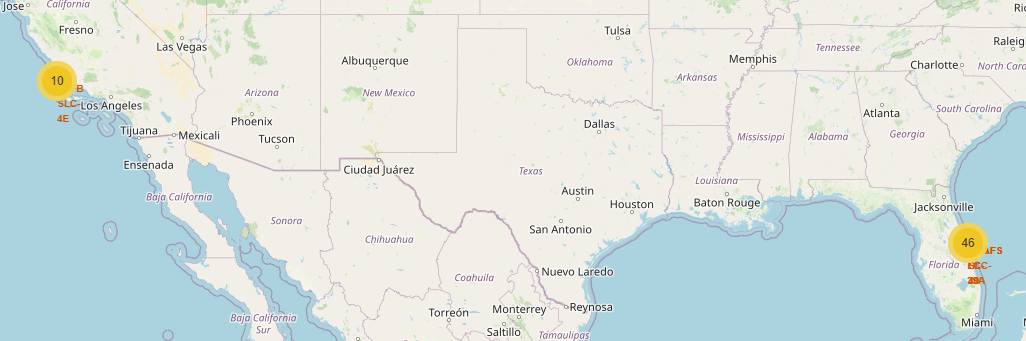 Jose
Fresno
Las Vegas
Albuquerque
Tulsa
Memphis
Tennessee
Charlotte
Raleig
North Caro
Oklahoma
Arkansas
10
B
SLC-
4E
Los Angeles
Arizona
New Mexico
Phoenix
Tucson
Tijuana
Mexicali
Ensenada
Dallas
Mississippi
Alabama
Atlanta
Georgia
South Carolina
Ciudad Juárez
Texas
Louisiana
Baja California
Austin
Houston
Baton Rouge
Jacksonville
Sonora
Chihuahua
San Antonio
46
AFS
Florida
Coahuila
Nuevo Laredo
Baja California
Sur
Torreón
Monterrey
Reynosa
Saltillo
Tamaulipas
Miami